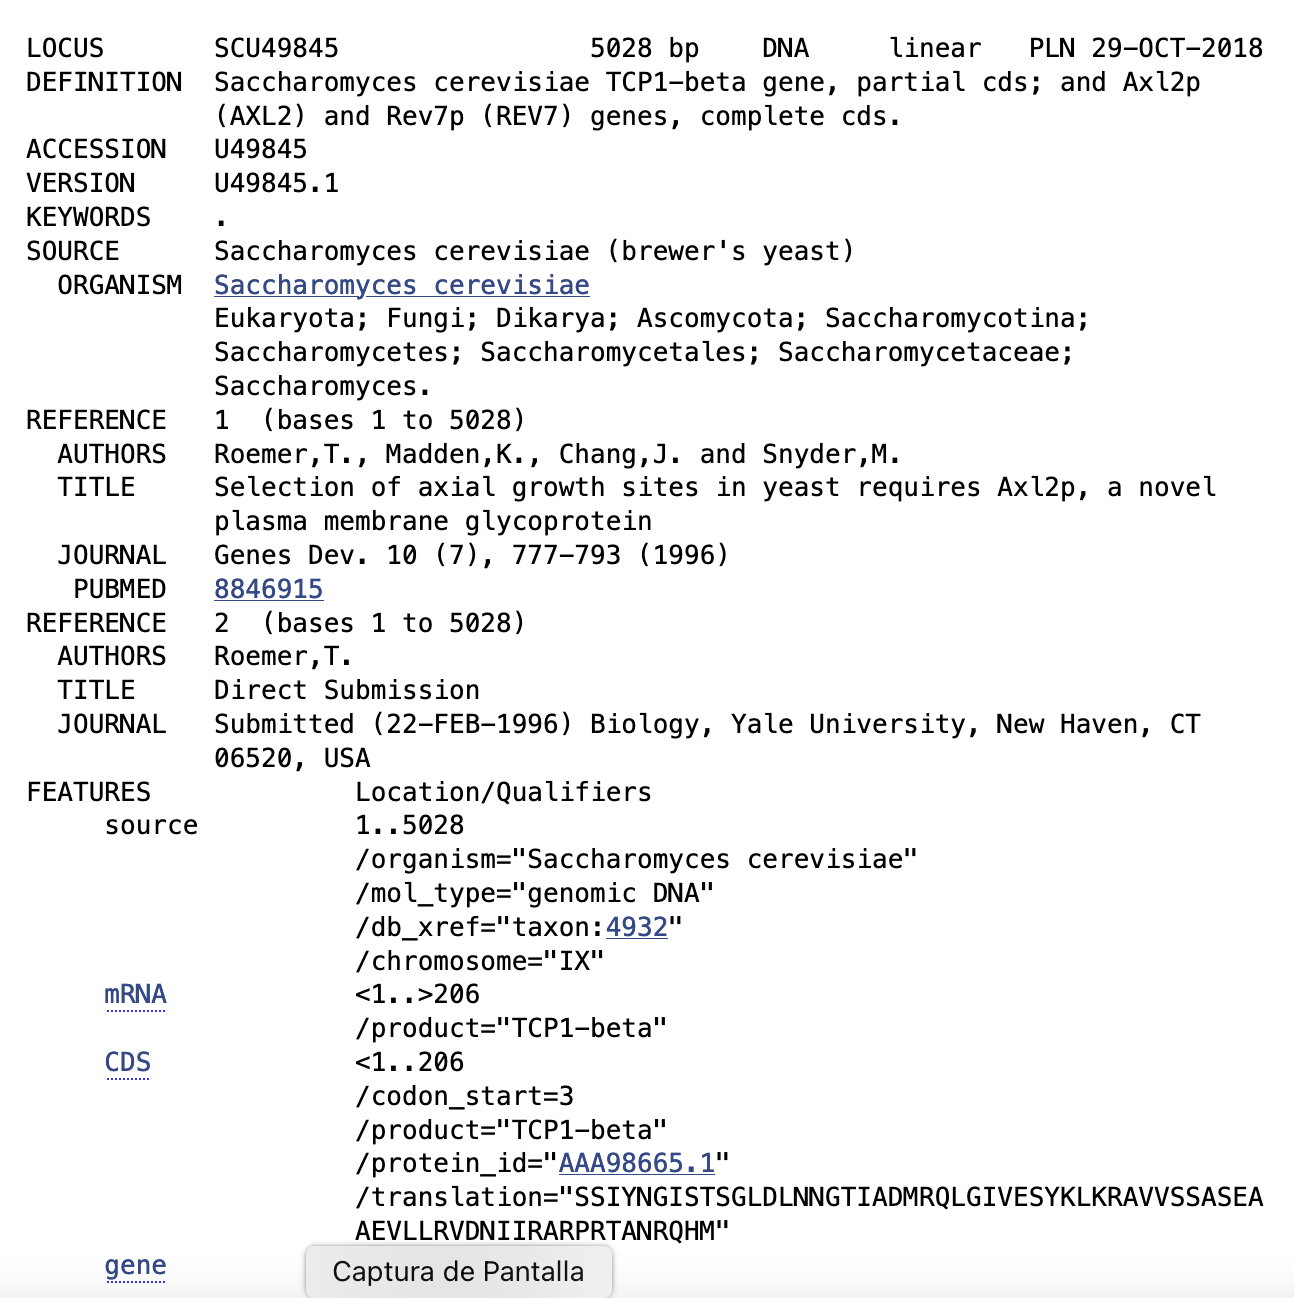 LOCUS       SCU49845                5028 bp    DNA     linear   PLN 29-OCT-2018
DEFINITION  Saccharomyces cerevisiae TCP1-beta gene, partial cds; and Axl2p
            (AXL2) and Rev7p (REV7) genes, complete cds.
ACCESSION   U49845
VERSION     U49845.1
KEYWORDS    .
SOURCE      Saccharomyces cerevisiae (brewer's yeast)
  ORGANISM  Saccharomyces cerevisiae
            Eukaryota; Fungi; Dikarya; Ascomycota; Saccharomycotina;
            Saccharomycetes; Saccharomycetales; Saccharomycetaceae;
            Saccharomyces.
REFERENCE   1  (bases 1 to 5028)
  AUTHORS   Roemer,T., Madden,K., Chang,J. and Snyder,M.
  TITLE     Selection of axial growth sites in yeast requires Axl2p, a novel
            plasma membrane glycoprotein
  JOURNAL   Genes Dev. 10 (7), 777-793 (1996)
   PUBMED   8846915
REFERENCE   2  (bases 1 to 5028)
  AUTHORS   Roemer,T.
  TITLE     Direct Submission
  JOURNAL   Submitted (22-FEB-1996) Biology, Yale University, New Haven, CT
            06520, USA
FEATURES             Location/Qualifiers
     source          1..5028
                     /organism="Saccharomyces cerevisiae"
                     /mol_type="genomic DNA"
                     /db_xref="taxon:4932"
                     /chromosome="IX"
     mRNA            <1..>206
                     /product="TCP1-beta"
     CDS             <1..206
                     /codon_start=3
                     /product="TCP1-beta"
                     /protein_id="AAA98665.1"
                     /translation="SSIYNGISTSGLDLNNGTIADMRQLGIVESYKLKRAVVSSASEA
                     AEVLLRVDNIIRARPRTANRQHM"
     gene
Captura de Pantalla